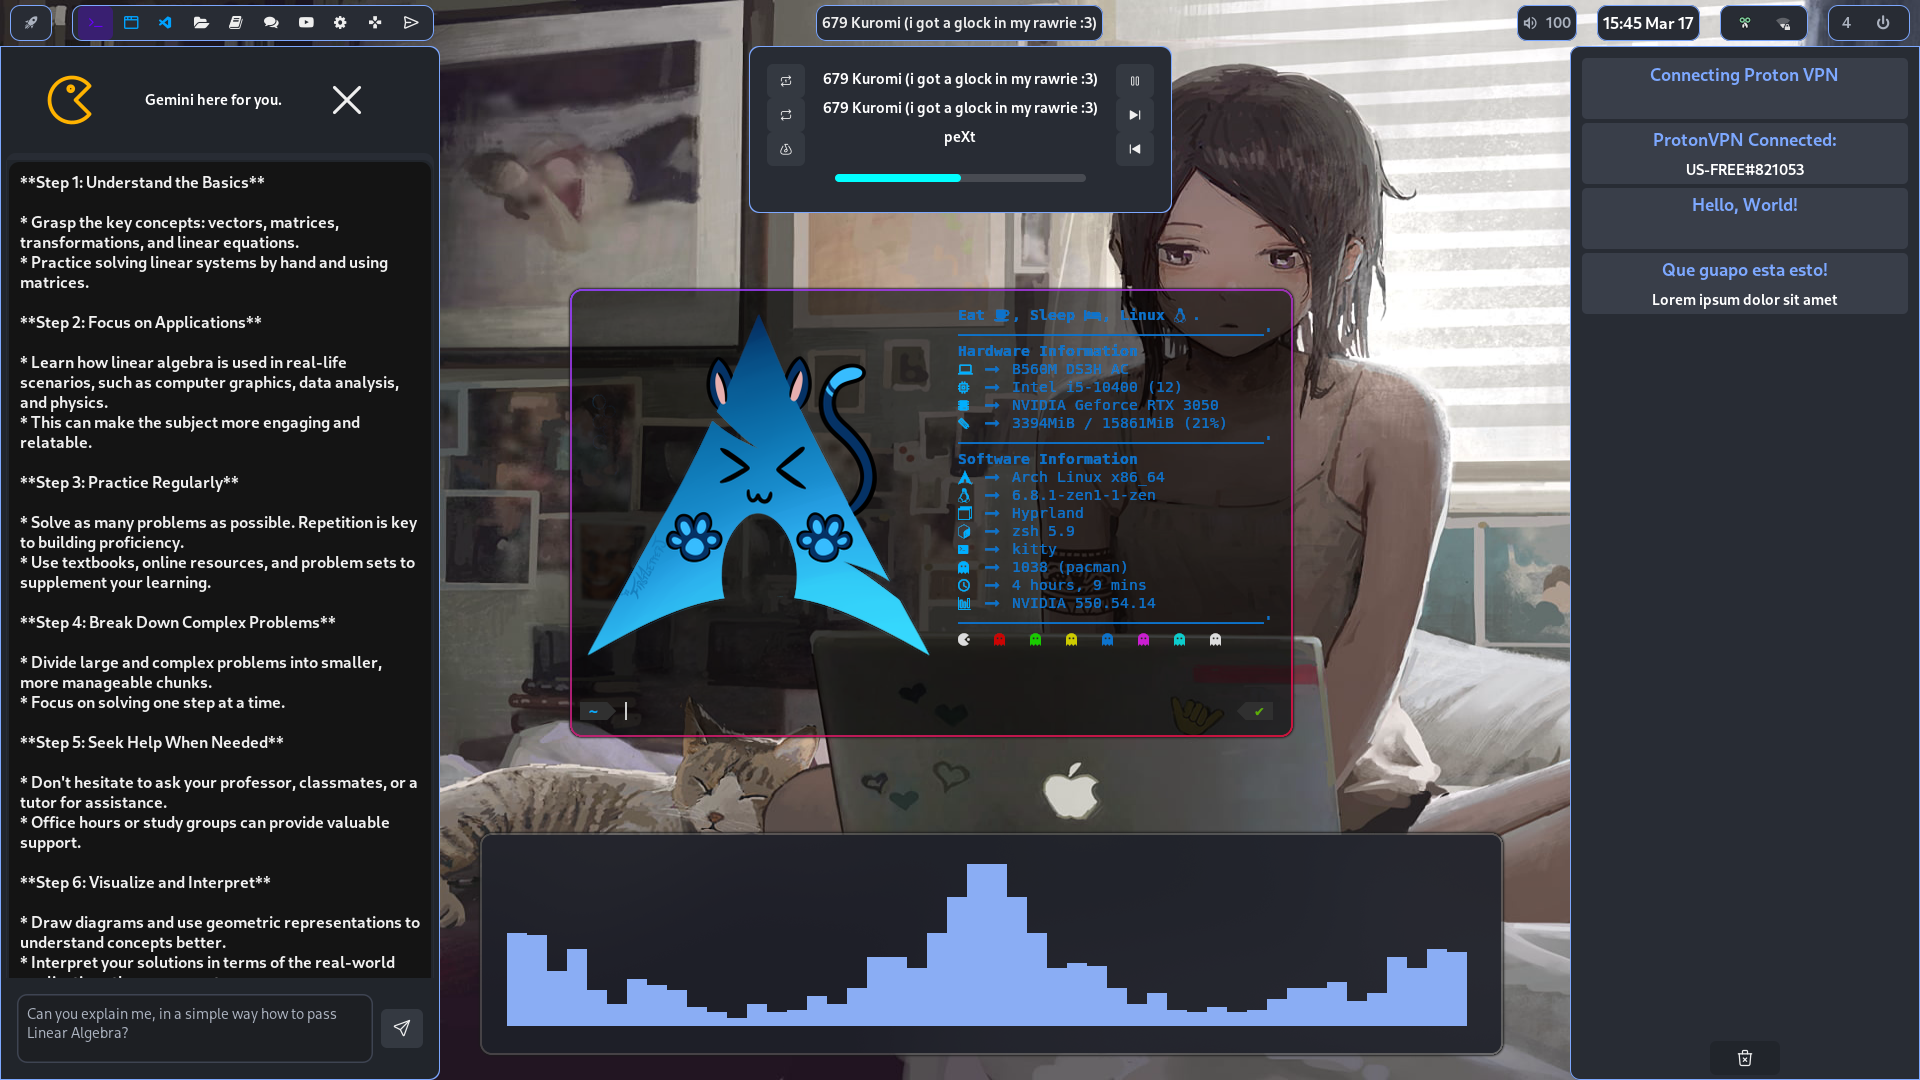 679 Kuromi (i got a glock in my rawrie :3)
100
15:45 Mar 17
4
Gemini here for you.
**Step 1: Understand the Basics**
* Grasp the key concepts: vectors, matrices,
transformations, and linear equations.
* Practice solving linear systems by hand and using
matrices.
**Step 2: Focus on Applications**
* Learn how linear algebra is used in real-life
scenarios, such as computer graphics, data analysis,
and physics.
* This can make the subject more engaging and
relatable.
**Step 3: Practice Regularly**
* Solve as many problems as possible. Repetition is key
to building proficiency.
* Use textbooks, online resources, and problem sets to
supplement your learning.
**Step 4: Break Down Complex Problems**
* Divide large and complex problems into smaller,
more manageable chunks.
* Focus on solving one step at a time.
**Step 5: Seek Help When Needed**
* Don't hesitate to ask your professor, classmates, or a
tutor for assistance.
* Office hours or study groups can provide valuable
support.
**Step 6: Visualize and Interpret**
* Draw diagrams and use geometric representations to
understand concepts better.
* Interpret your solutions in terms of the real-world
Can you explain me, in a simple way how to pass
Linear Algebra?
679 Kuromi (i got a glock in my rawrie :3)
679 Kuromi (i got a glock in my rawrie :3)
peXt
Eat , Sleep , Linux .
Hardware Information
B560M DS3H AC
Intel i5-10400 (12)
NVIDIA Geforce RTX 3050
3394MiB / 15861MiB (21%)
Software Information
Arch Linux x86_64
6.8.1-zen1-1-zen
Hyprland
zsh 5.9
kitty
1038 (pacman)
4 hours, 9 mins
NVIDIA 550.54.14
~
Connecting Proton VPN
ProtonVPN Connected:
US-FREE#821053
Hello, World!
Que guapo esta esto!
Lorem ipsum dolor sit amet